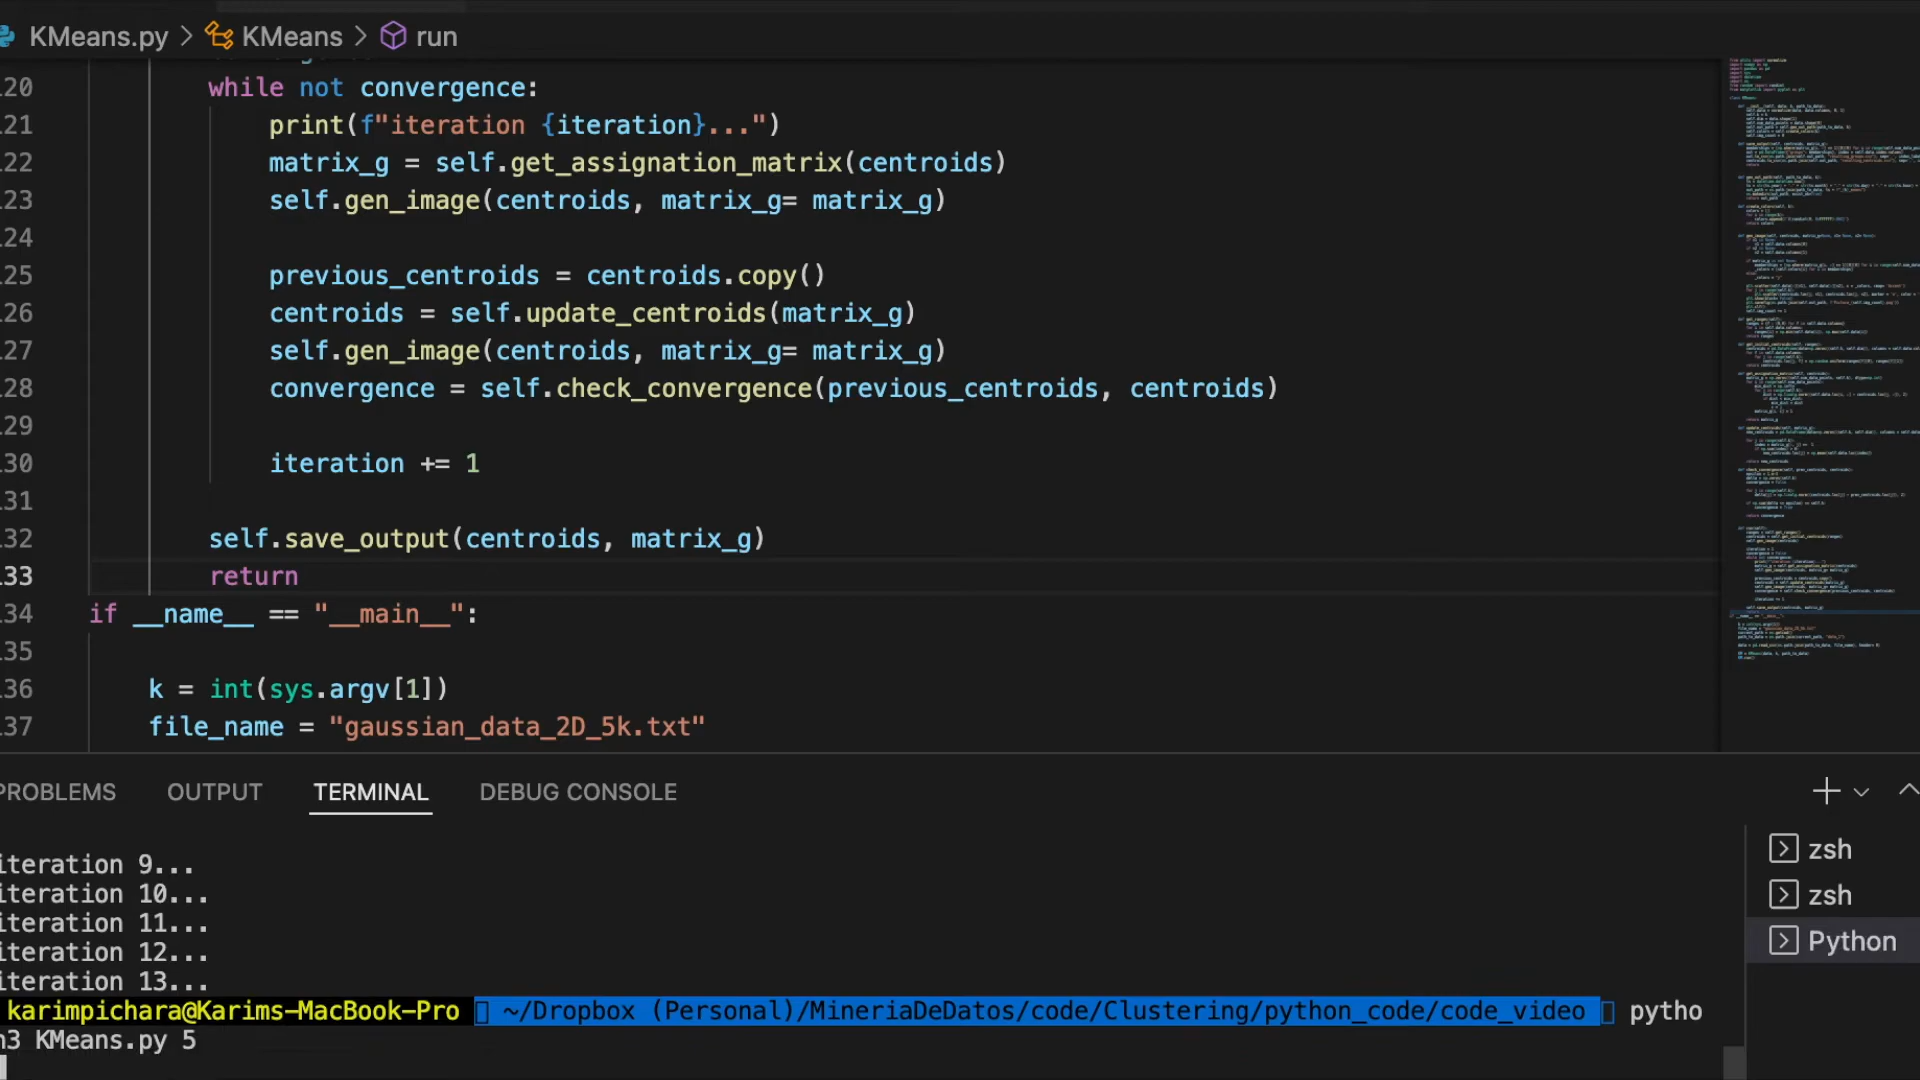 KMeans.py > KMeans > run
20 while not convergence:
21 print(f"iteration {iteration}...")
22 matrix_g = self.get_assignation_matrix(centroids)
23 self.gen_image(centroids, matrix_g= matrix_g)
24
25 previous_centroids = centroids.copy()
26 centroids = self.update_centroids(matrix_g)
27 self.gen_image(centroids, matrix_g= matrix_g)
28 convergence = self.check_convergence(previous_centroids, centroids)
29
30 iteration += 1
31
32 self.save_output(centroids, matrix_g)
133 return
34 if __name__ == "__main__":
35
36 k = int(sys.argv[1])
37 file_name = "gaussian_data_2D_5k.txt"
PROBLEMS OUTPUT TERMINAL DEBUG CONSOLE
iteration 9...
iteration 10...
iteration 11...
iteration 12...
iteration 13...
karimpichara@Karims-MacBook-Pro ~/Dropbox (Personal)/MineriaDeDatos/code/Clustering/python_code/code_video pytho
n3 KMeans.py 5
zsh
zsh
Python